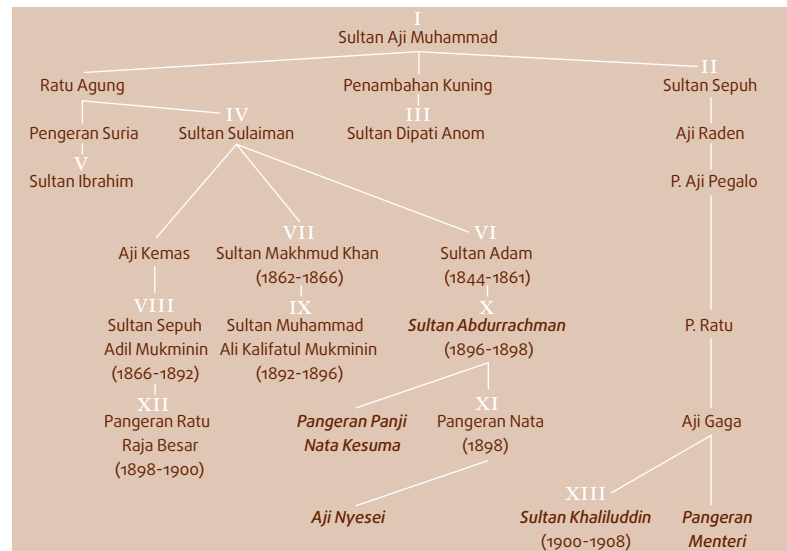 I
Sultan Aji Muhammad
II
Ratu Agung Penambahan Kuning Sultan Sepuh
IV III
Pengeran Suria Sultan Sulaiman Sultan Dipati Anom Aji Raden
V
Sultan Ibrahim P. Aji Pegalo
VII VI
Aji Kemas Sultan Makhmud Khan Sultan Adam
(1862-1866) (1844-1861)
VIII IX X
Sultan Sepuh Sultan Muhammad Sultan Abdurrachman P. Ratu
Adil Mukminin Ali Kalifatul Mukminin (1896-1898)
(1866-1892) (1892-1896)
XII XI
Pangeran Ratu Pangeran Panji Pangeran Nata Aji Gaga
Raja Besar Nata Kesuma (1898)
(1898-1900)
XIII
Aji Nyesei Sultan Khaliluddin Pangeran
(1900-1908) Menteri